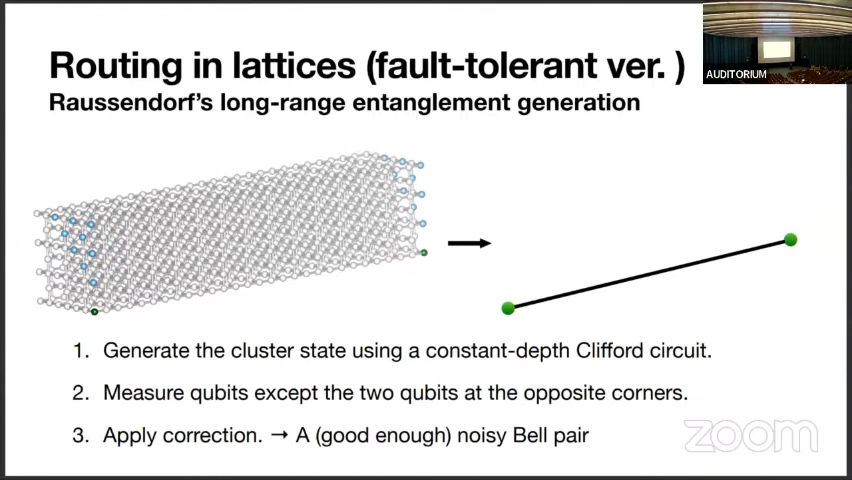 Routing in lattices (fault-tolerant ver. )
Raussendorf's long-range entanglement generation
AUDITORIUM
1. Generate the cluster state using a constant-depth Clifford circuit.
2. Measure qubits except the two qubits at the opposite corners.
3. Apply correction. → A (good enough) noisy Bell pair
zoom